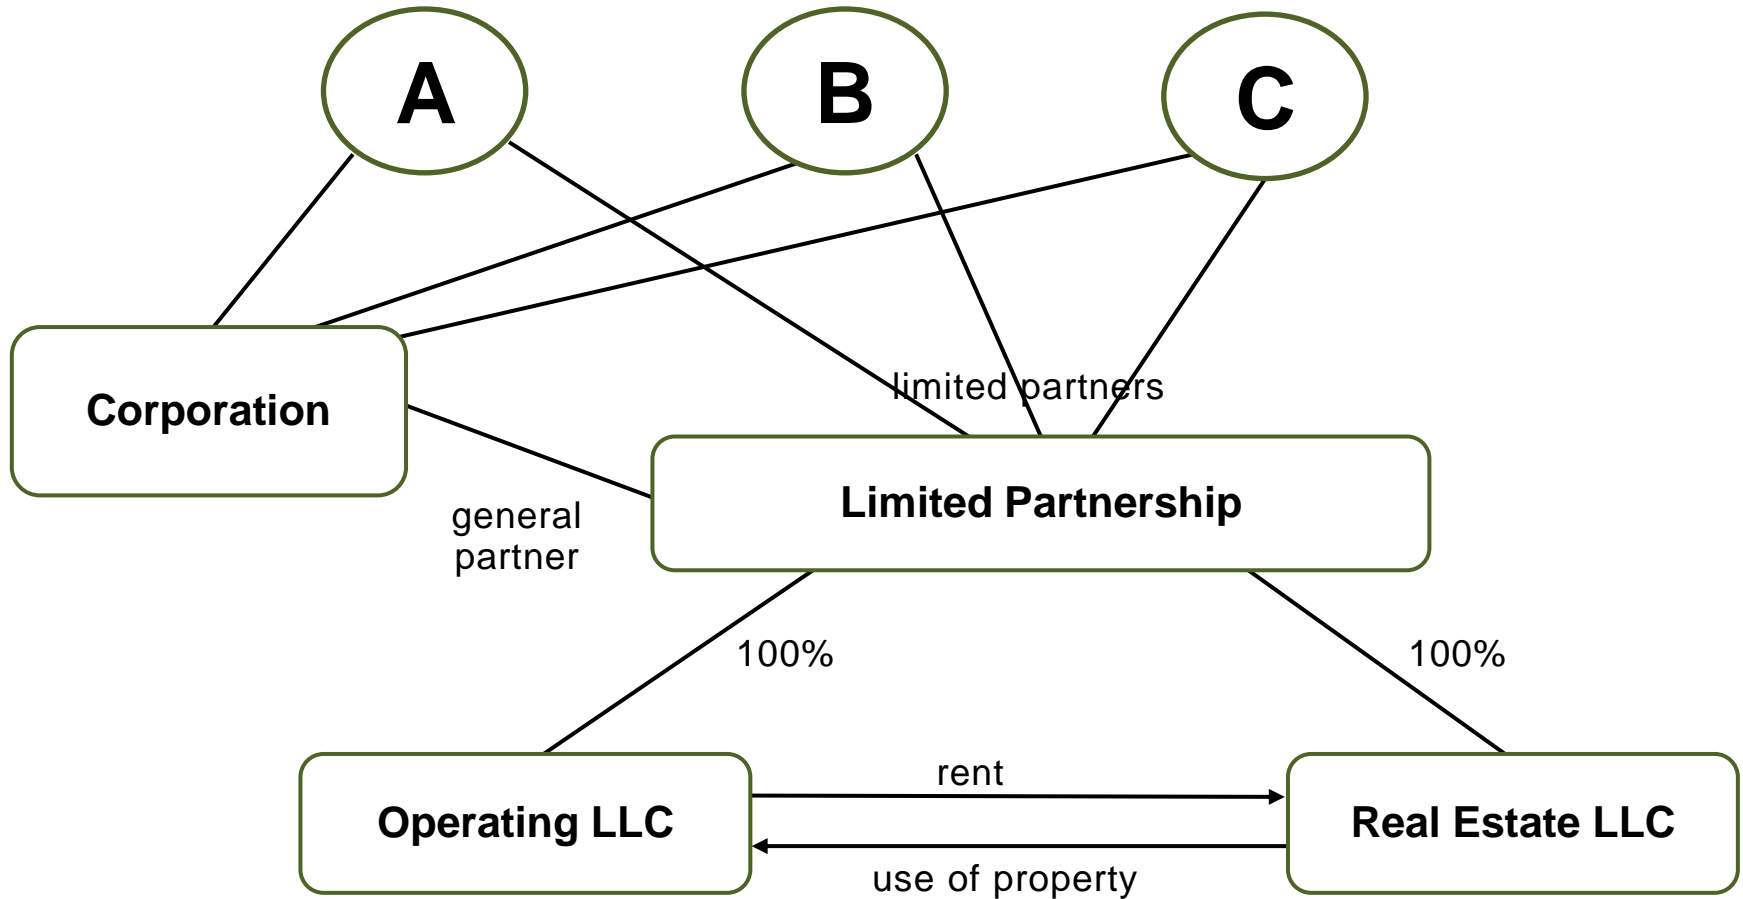 A
B
C
limited partners
Corporation
Limited Partnership
general
partner
100%
100%
rent
Operating LLC
Real Estate LLC
use of property